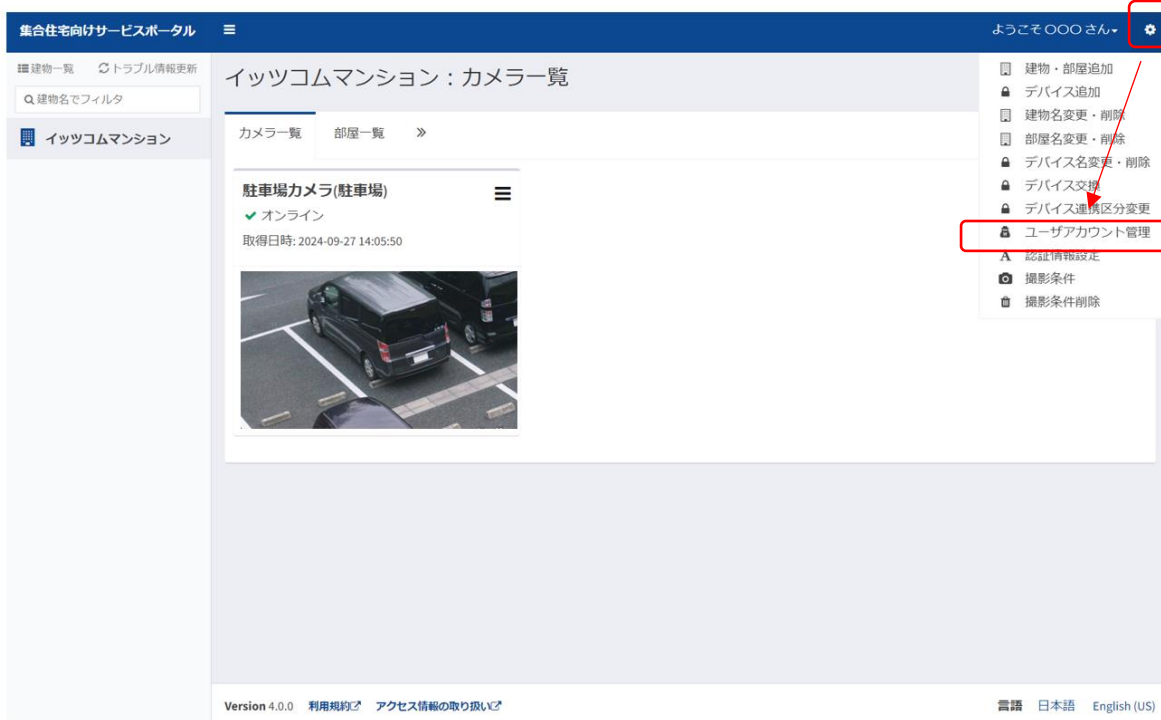 集合住宅向けサービスポータル
ようこそ〇〇〇さん
建物一覧 トラブル情報更新
建物名でフィルタ
イッツコムマンション
イッツコムマンション：カメラ一覧
カメラ一覧 部屋一覧 »
駐車場カメラ(駐車場)
オンライン
取得日時: 2024-09-27 14:05:50
建物・部屋追加
デバイス追加
建物名変更・削除
部屋名変更・削除
デバイス名変更・削除
デバイス交換
デバイス連携区分変更
ユーザアカウント管理
認証情報設定
撮影条件
撮影条件削除
Version 4.0.0 利用規約 アクセス情報の取り扱い
言語 日本語 English (US)